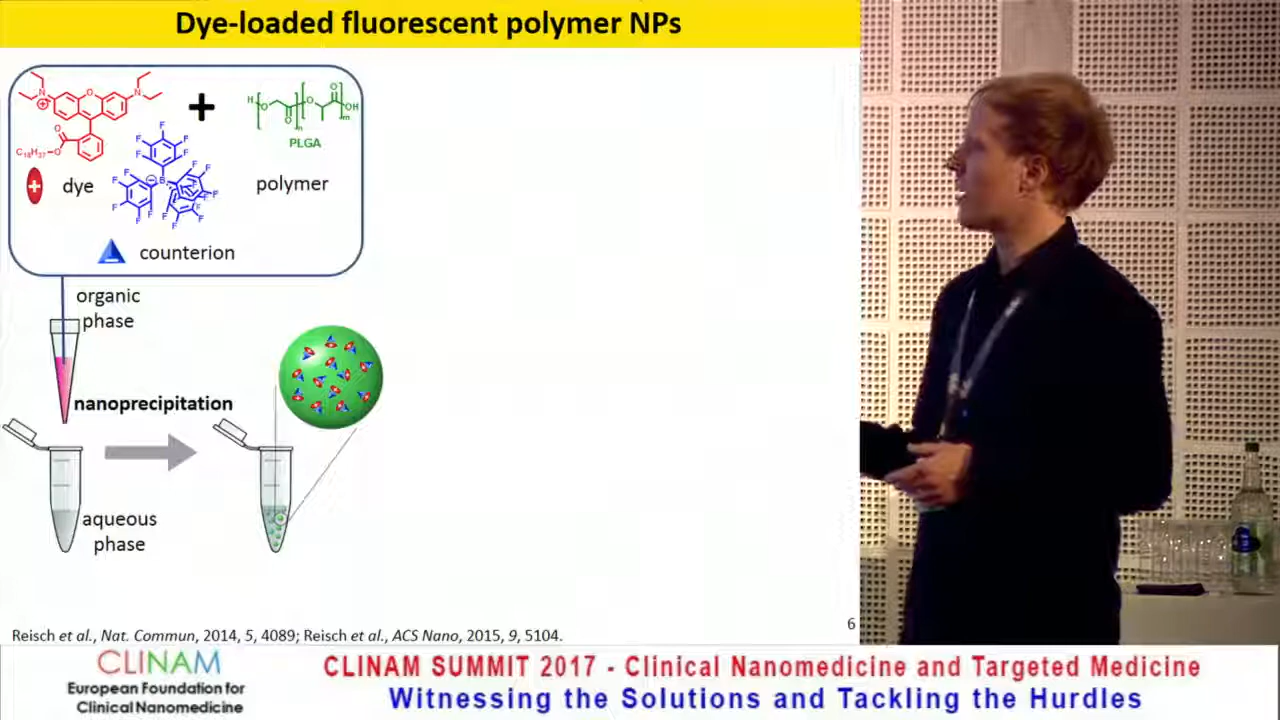 Dye-loaded fluorescent polymer NPs
PLGA
dye
polymer
counterion
organic
phase
nanoprecipitation
aqueous
phase
Reisch et al., Nat. Commun, 2014, 5, 4089; Reisch et al., ACS Nano, 2015, 9, 5104.
6
CLINAM
European Foundation for
Clinical Nanomedicine
CLINAM SUMMIT 2017 - Clinical Nanomedicine and Targeted Medicine
Witnessing the Solutions and Tackling the Hurdles